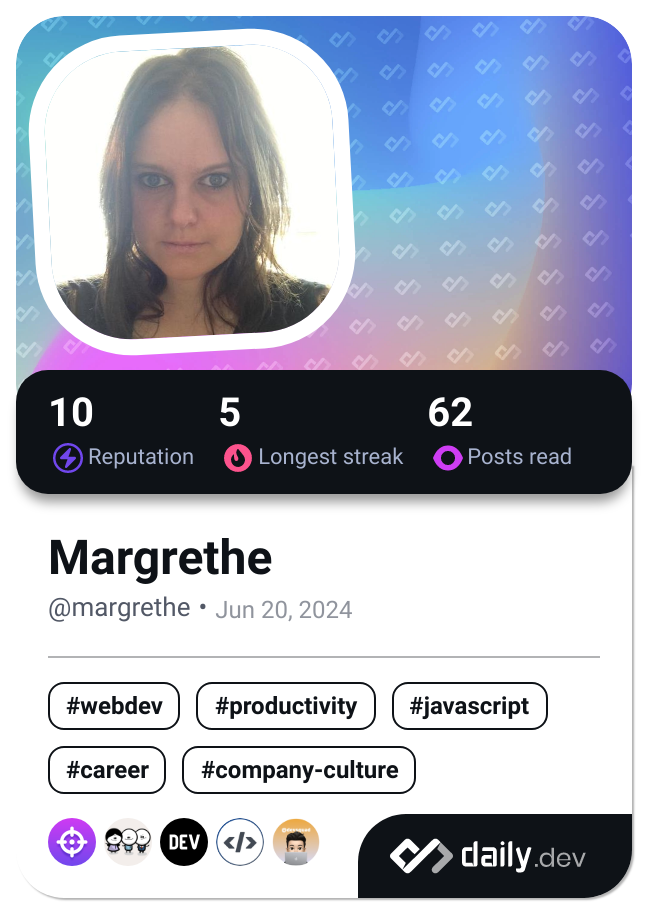 10 5 62
Reputation Longest streak Posts read
Margrethe
@margrethe • Jun 20, 2024
#webdev #productivity #javascript
#career #company-culture
DEV </>
daily.dev